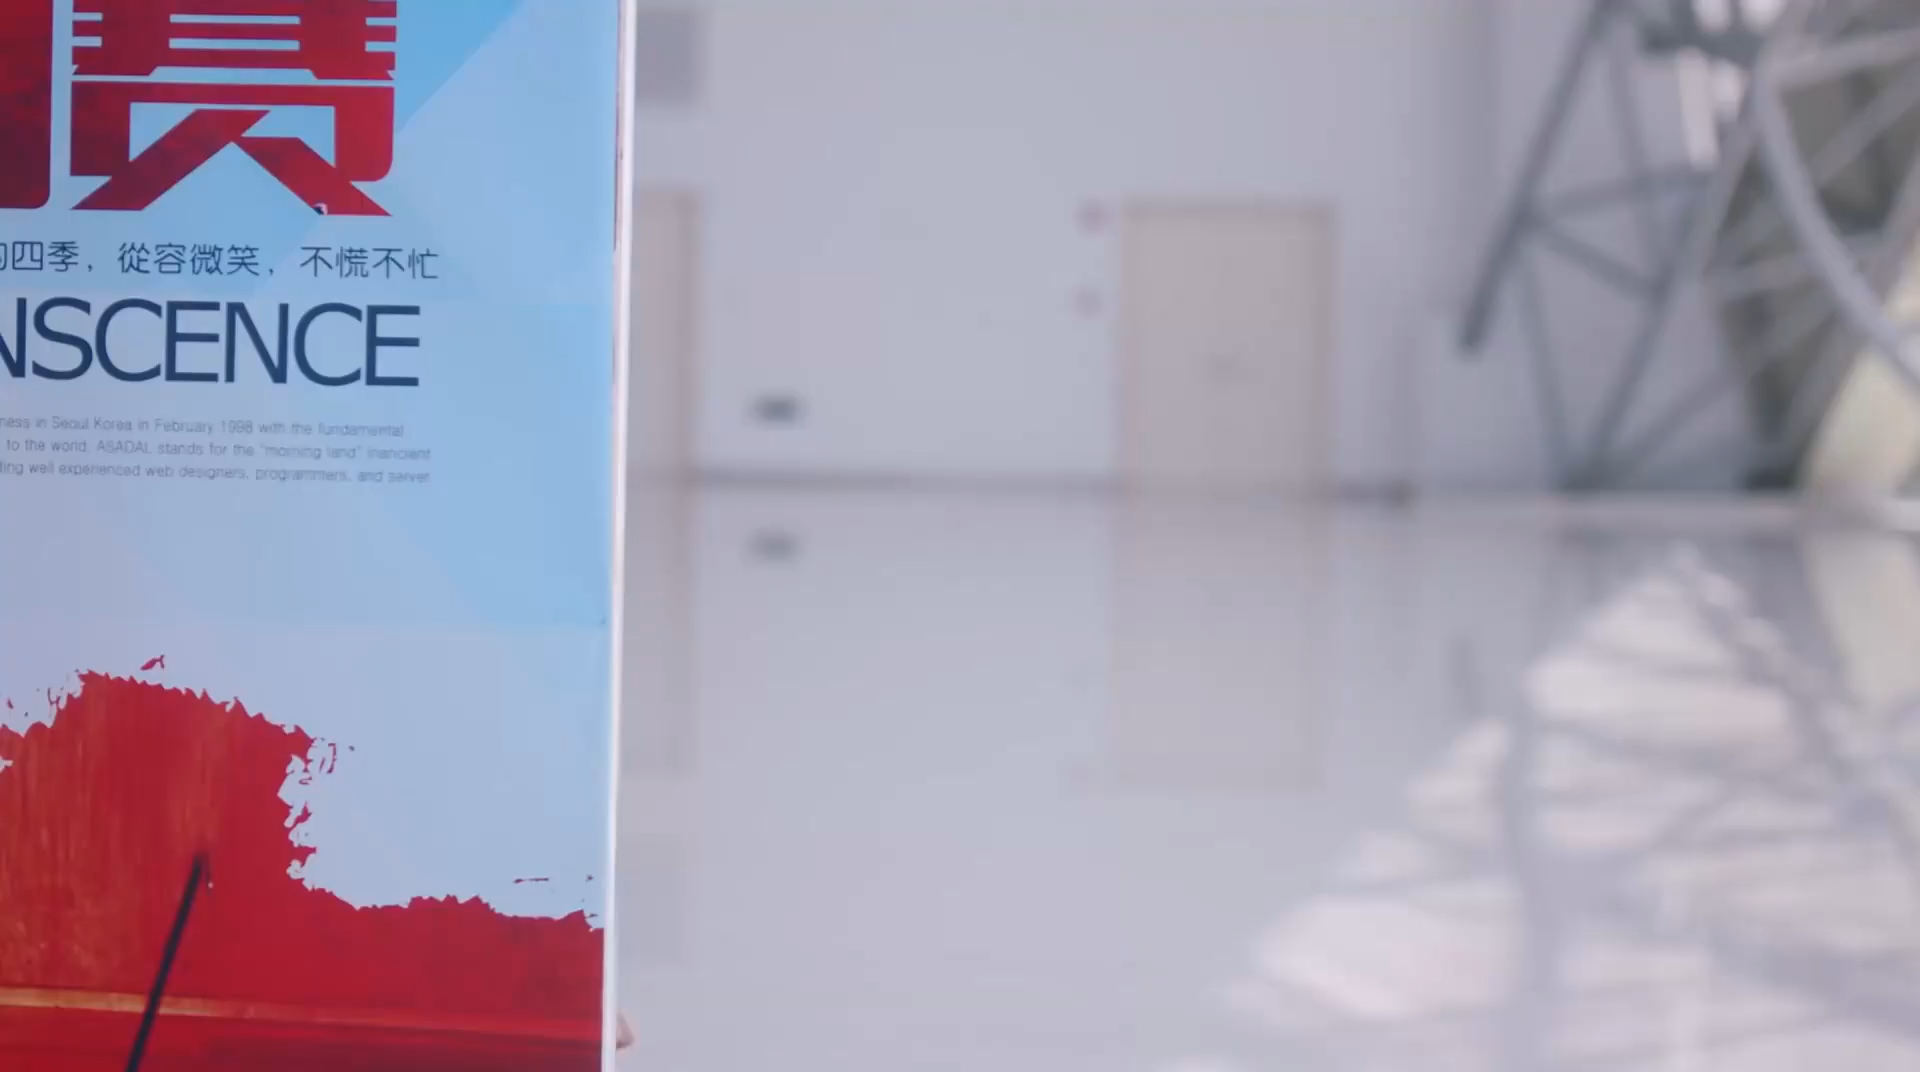 赛
四季，從容微笑，不慌不忙
NSCENCE
ness in Seoul Korea in February 1998 with the fundamental
to the world. ASADAL stands for the "morning land" inancient
ding well experienced web designers, programmers, and server